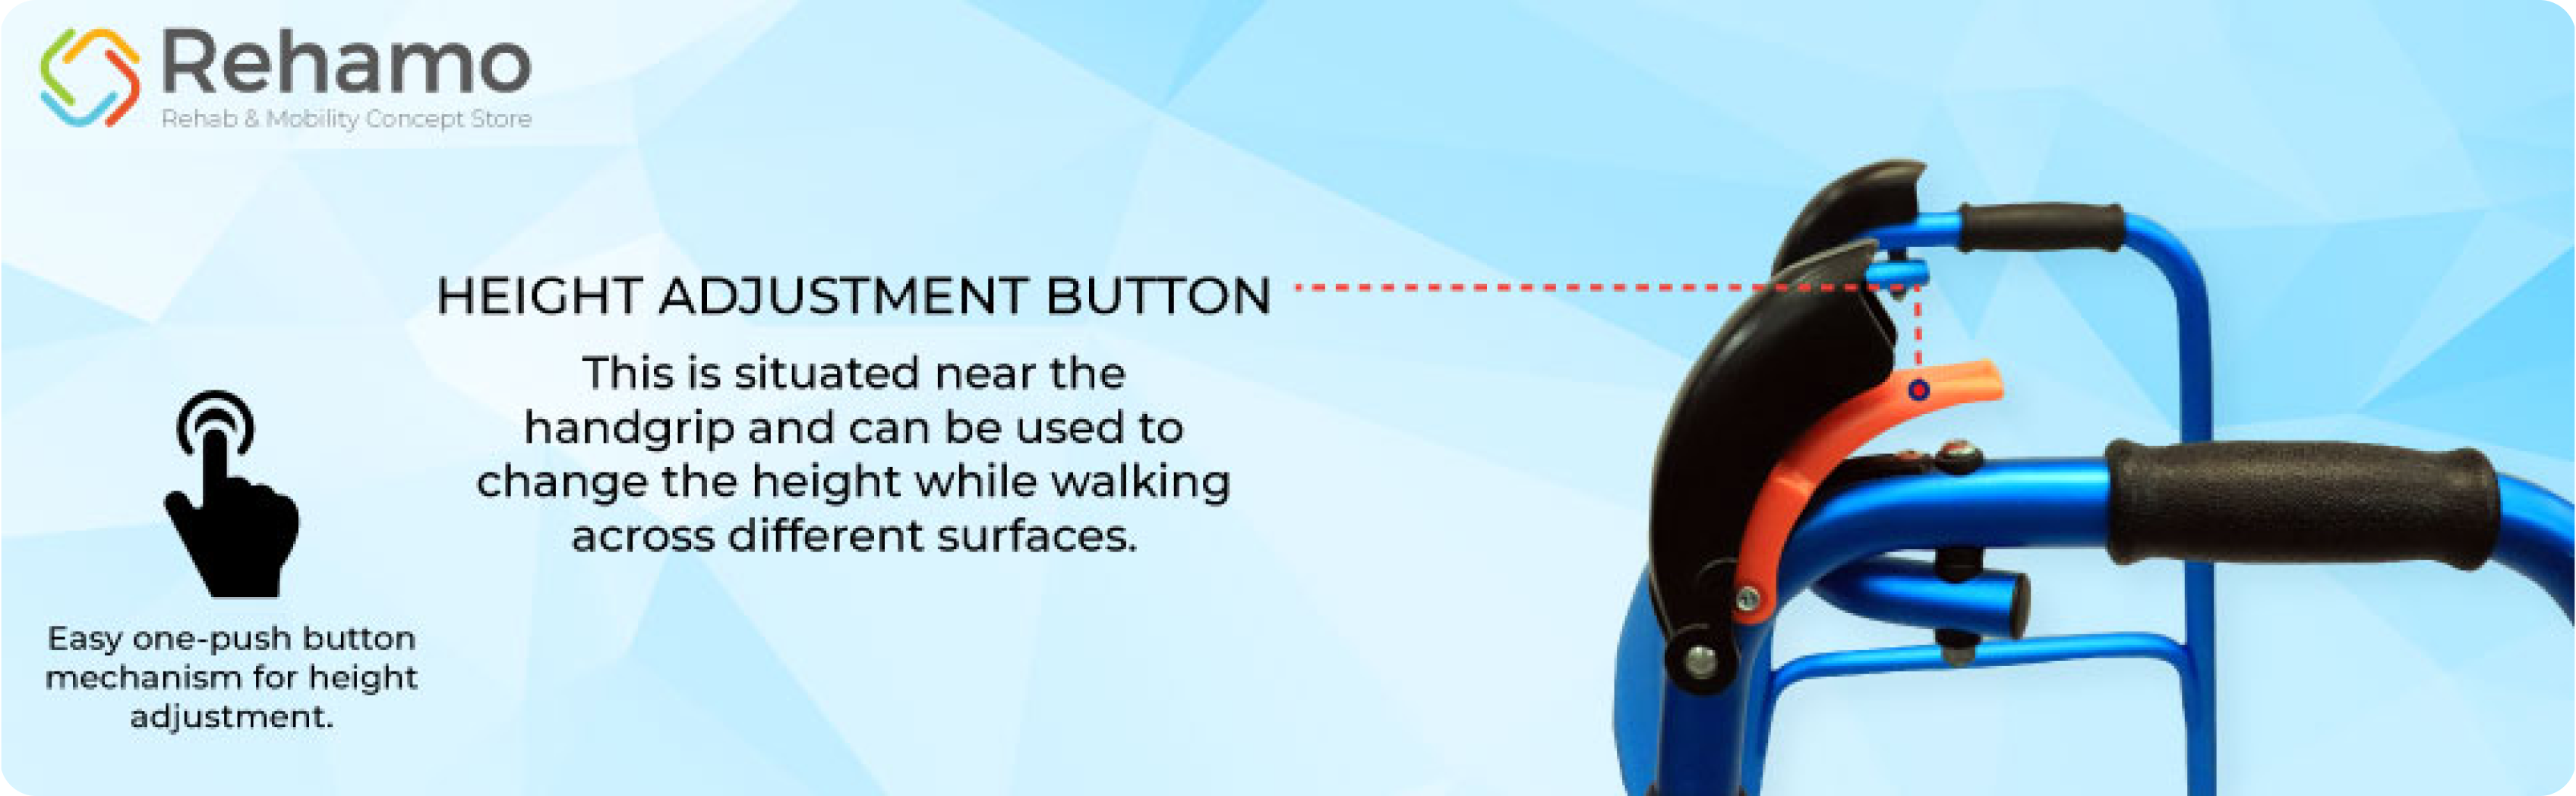 Rehamo
Rehab & Mobility Concept Store
HEIGHT ADJUSTMENT BUTTON
This is situated near the
handgrip and can be used to
change the height while walking
across different surfaces.
Easy one-push button
mechanism for height
adjustment.